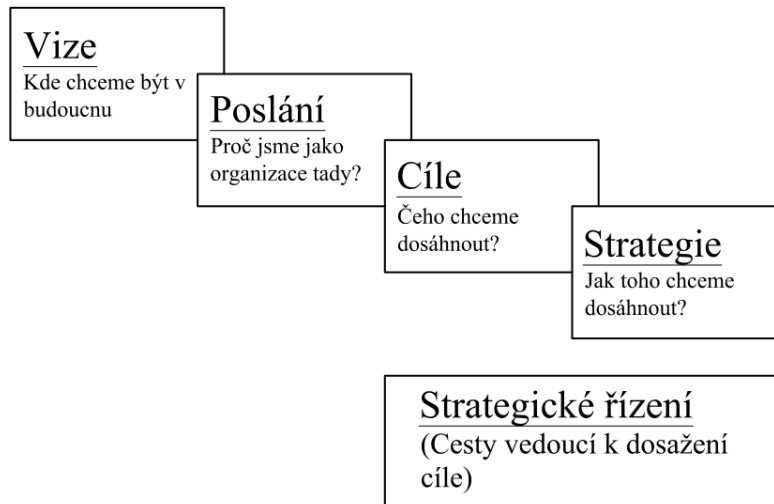 Vize
Kde chceme být v
budoucnu
Poslání
Proč jsme jako
organizace tady?
Cíle
Čeho chceme
dosáhnout?
Strategie
Jak toho chceme
dosáhnout?
Strategické řízení
(Cesty vedoucí k dosažení
cíle)